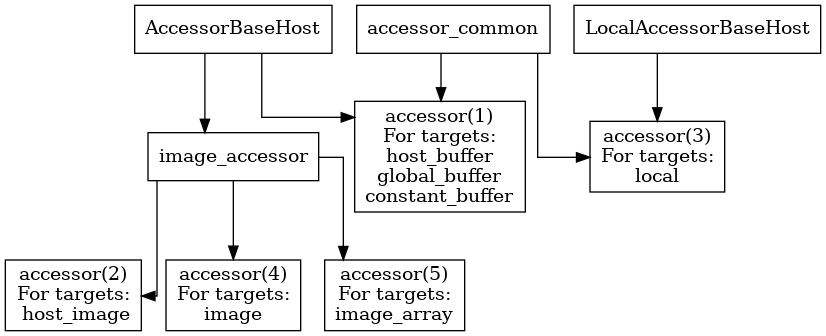 AccessorBaseHost
accessor_common
LocalAccessorBaseHost
accessor(1)
For targets:
host_buffer
global_buffer
constant_buffer
accessor(3)
For targets:
local
image_accessor
accessor(2)
For targets:
host_image
accessor(4)
For targets:
image
accessor(5)
For targets:
image_array